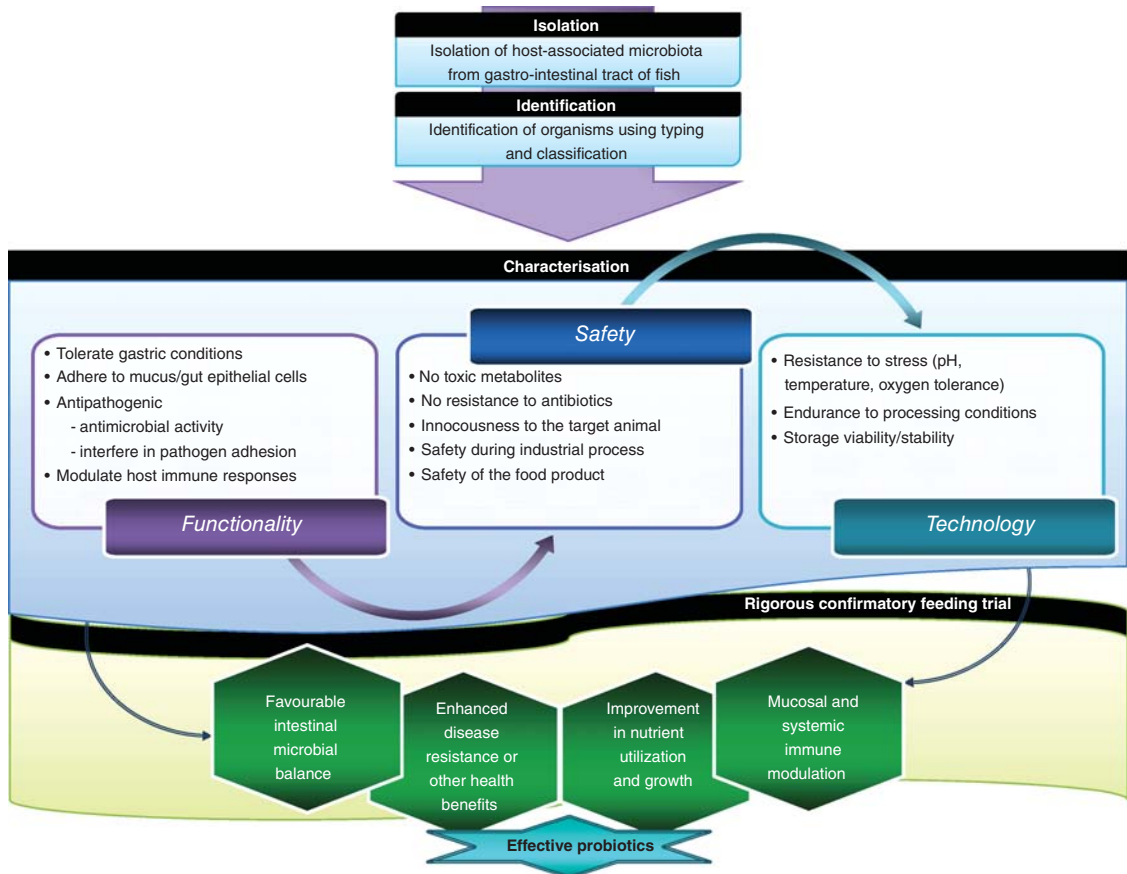 Isolation
Isolation of host-associated microbiota
from gastro-intestinal tract of fish
Identification
Identification of organisms using typing
and classification
Characterisation
• Tolerate gastric conditions
• Adhere to mucus/gut epithelial cells
• Antipathogenic
- antimicrobial activity
- interfere in pathogen adhesion
• Modulate host immune responses
Functionality
Safety
• No toxic metabolites
• No resistance to antibiotics
• Innocousness to the target animal
• Safety during industrial process
• Safety of the food product
• Resistance to stress (pH,
temperature, oxygen tolerance)
• Endurance to processing conditions
• Storage viability/stability
Technology
Rigorous confirmatory feeding trial
Favourable
intestinal
microbial
balance
Enhanced
disease
resistance or
other health
benefits
Improvement
in nutrient
utilization
and growth
Mucosal and
systemic
immune
modulation
Effective probiotics